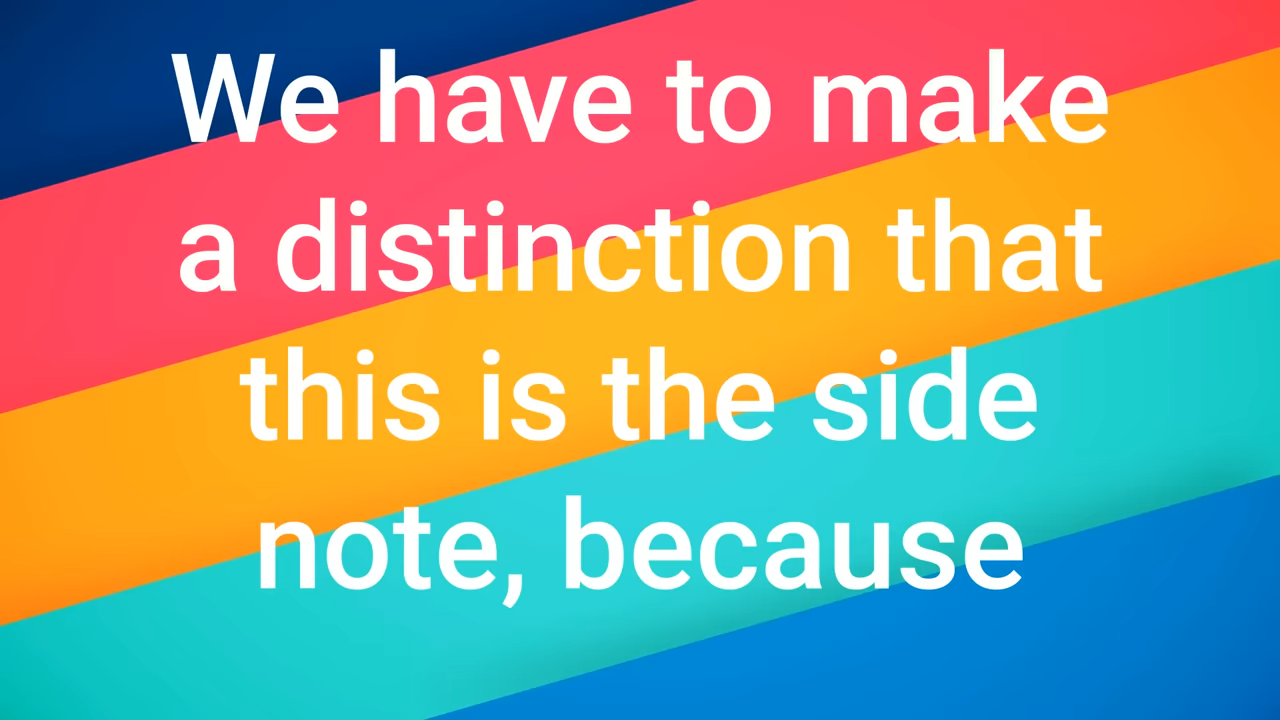 We have to make
a distinction that
this is the side
note, because